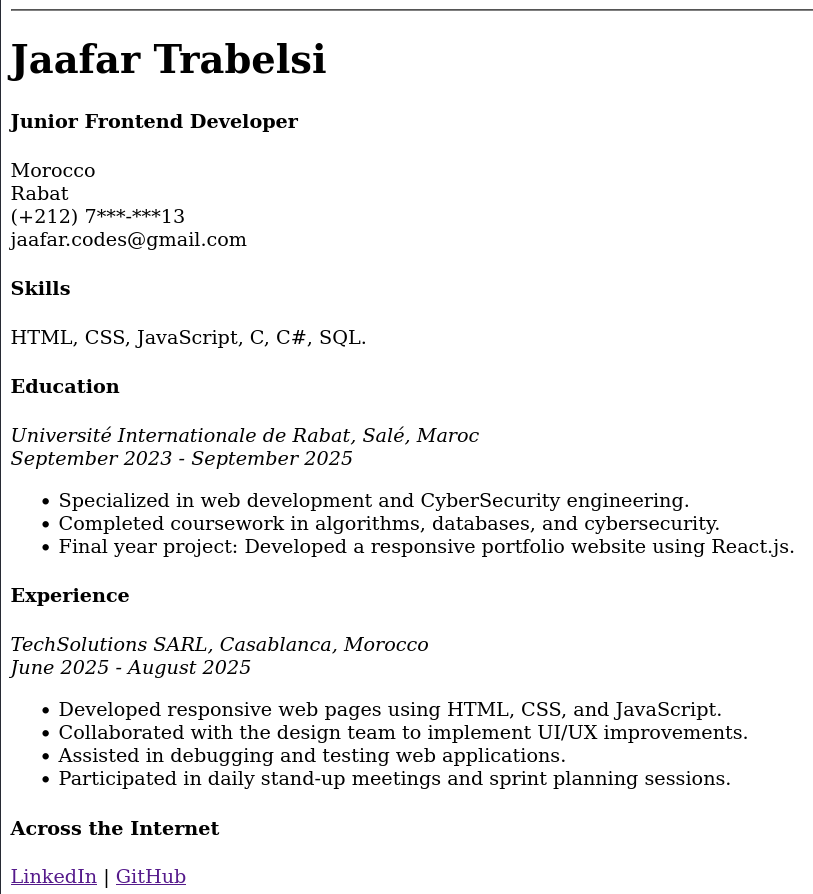 Jaafar Trabelsi
Junior Frontend Developer
Morocco
Rabat
(+212) 7***-***13
jaafar.codes@gmail.com
Skills
HTML, CSS, JavaScript, C, C#, SQL.
Education
Université Internationale de Rabat, Salé, Maroc
September 2023 - September 2025
• Specialized in web development and CyberSecurity engineering.
• Completed coursework in algorithms, databases, and cybersecurity.
• Final year project: Developed a responsive portfolio website using React.js.
Experience
TechSolutions SARL, Casablanca, Morocco
June 2025 - August 2025
• Developed responsive web pages using HTML, CSS, and JavaScript.
• Collaborated with the design team to implement UI/UX improvements.
• Assisted in debugging and testing web applications.
• Participated in daily stand-up meetings and sprint planning sessions.
Across the Internet
LinkedIn | GitHub